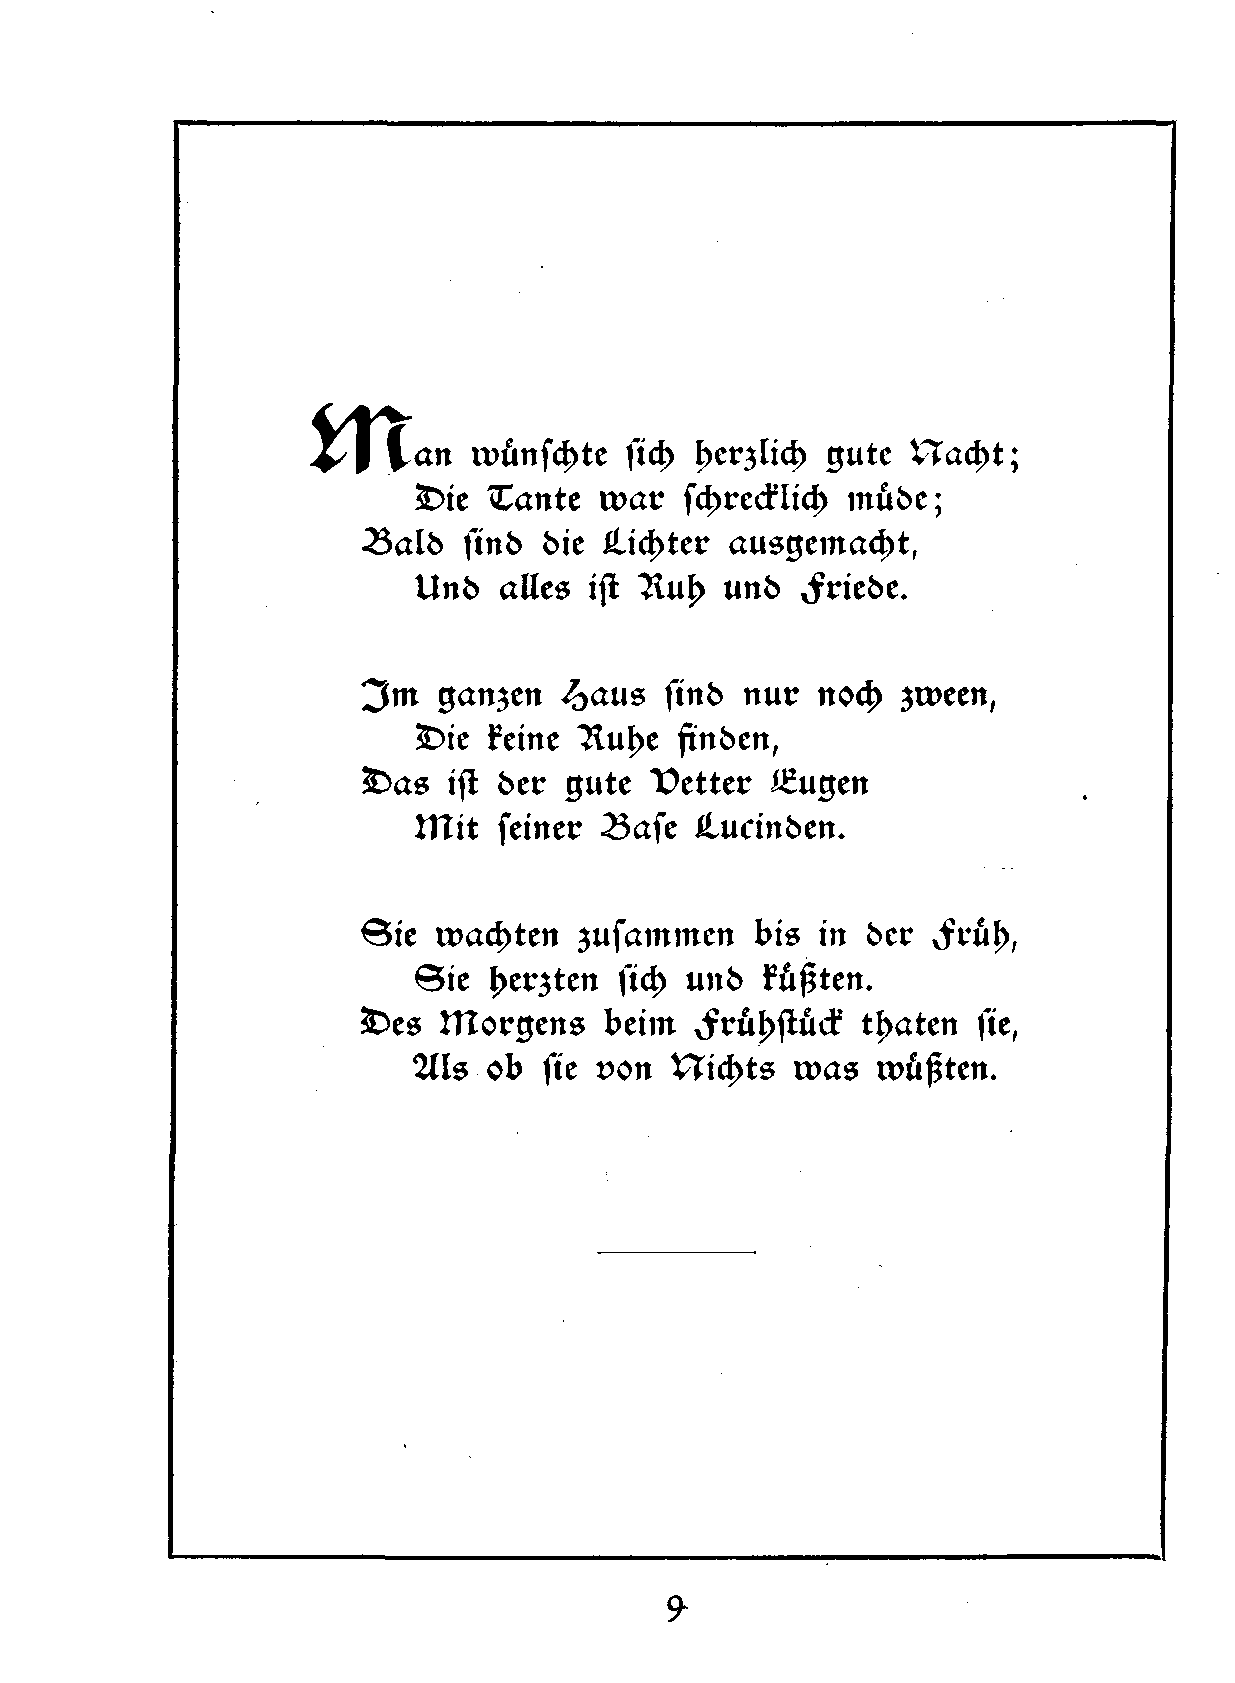 Man wünſchte ſich herzlich gute Nacht;
Die Tante war ſchrecklich müde;
Bald ſind die Lichter ausgemacht,
Und alles iſt Ruh und Friede.

Im ganzen Haus ſind nur noch zween,
Die keine Ruhe finden,
Das iſt der gute Vetter Eugen
Mit ſeiner Baſe Lucinden.

Sie wachten zuſammen bis in der Früh,
Sie herzten ſich und küßten.
Des Morgens beim Frühſtück thaten ſie,
Als ob ſie von Nichts was wüßten.

9